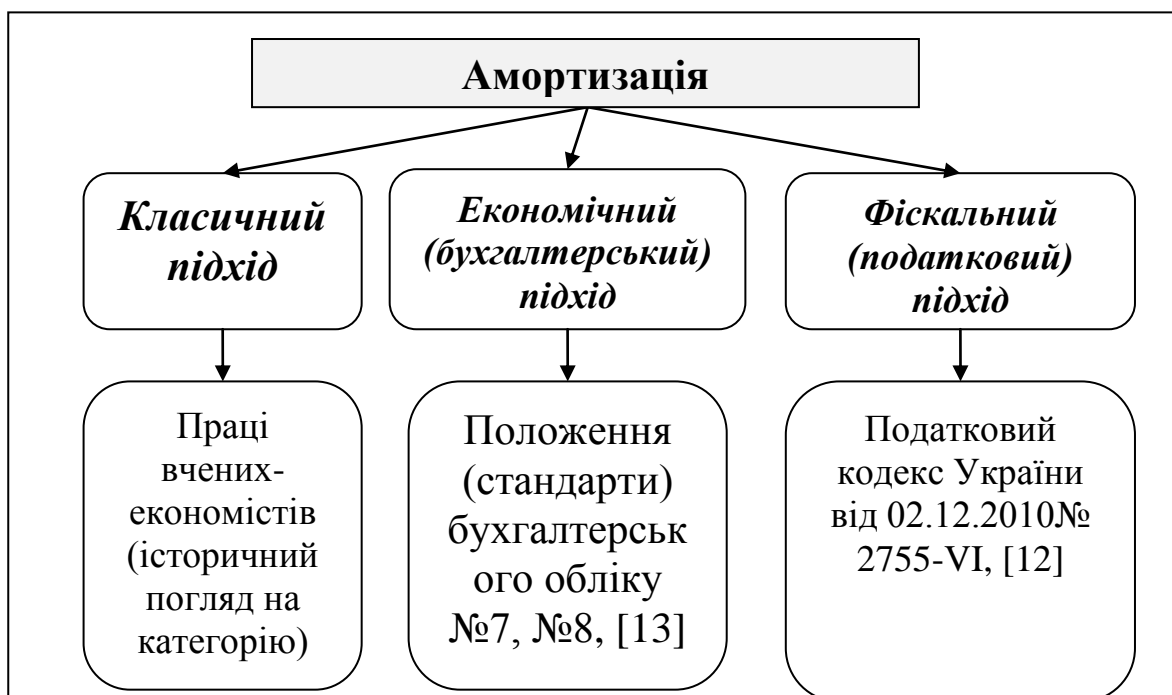 Амортизація
Класичний
підхід
Економічний
(бухгалтерський)
підхід
Фіскальний
(податковий)
підхід
Праці
вчених-
економістів
(історичний
погляд на
категорію)
Положення
(стандарти)
бухгалтерськ
ого обліку
№7, №8, [13]
Податковий
кодекс України
від 02.12.2010№
2755-VI, [12]